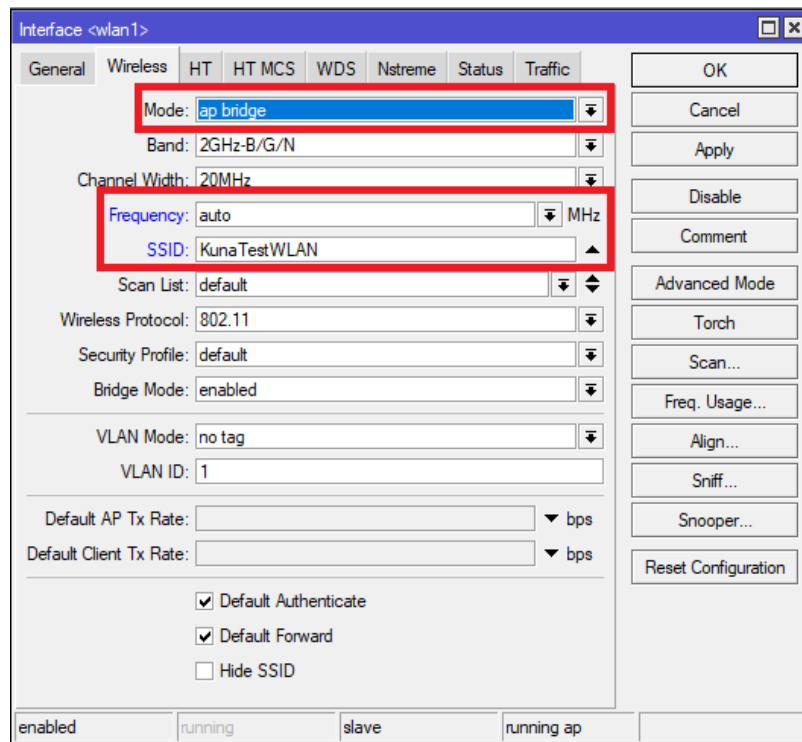 Interface <wlan1>
General Wireless HT HT MCS WDS Nstreme Status Traffic
OK
Mode: ap bridge
Cancel
Band: 2GHz-B/G/N
Apply
Channel Width: 20MHz
Disable
Frequency: auto MHz
Comment
SSID: KunaTestWLAN
Scan List: default
Advanced Mode
Wireless Protocol: 802.11
Torch
Security Profile: default
Scan...
Bridge Mode: enabled
Freq. Usage...
VLAN Mode: no tag
Align...
VLAN ID: 1
Sniff...
Default AP Tx Rate: bps
Snooper...
Default Client Tx Rate: bps
Reset Configuration
Default Authenticate
Default Forward
Hide SSID
enabled running slave running ap